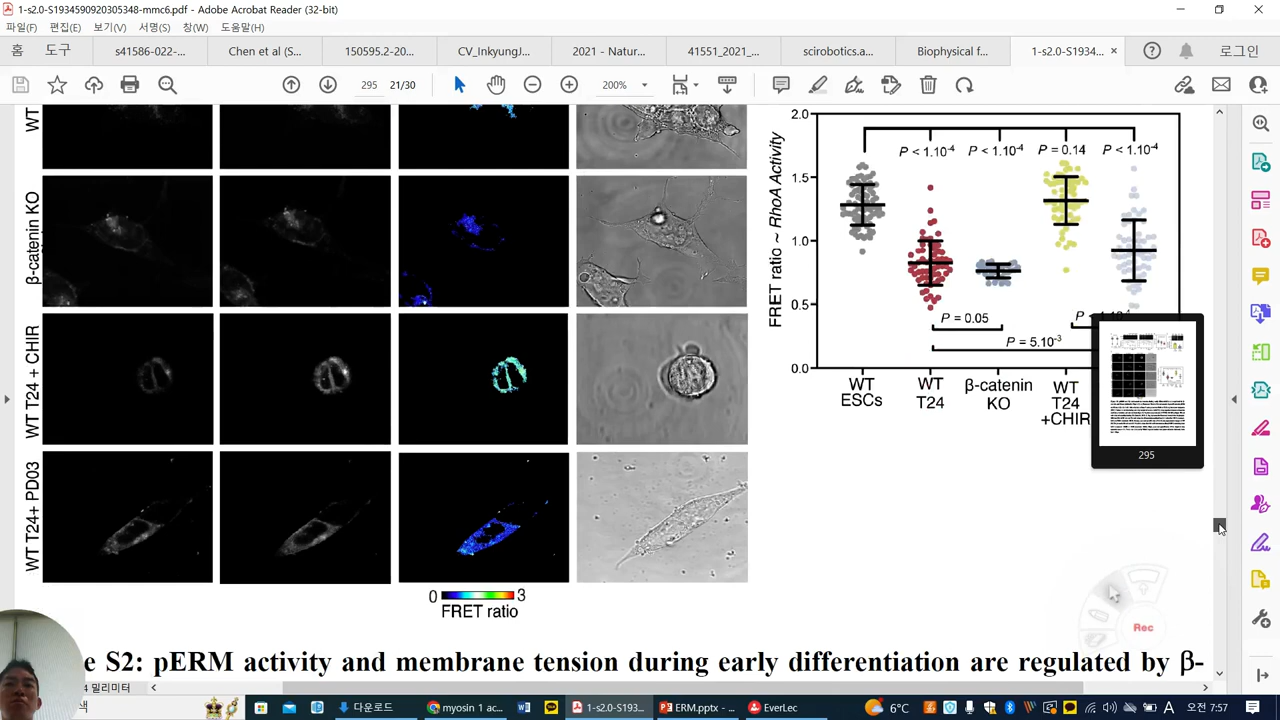 1-s2.0-S1934590920305348-mmc6.pdf - Adobe Acrobat Reader (32-bit)
파일(F) 편집(E) 보기(V) 서명(S) 창(W) 도움말(H)
홈 도구 s41586-022-... Chen et al (S... 150595.2-20... CV_InkyungJ... 2021 - Natur... 41551_2021_... scirobotics.a... Biophysical f... 1-s2.0-S1934... × 로그인
295 21/30 200%
WT
β-catenin KO
WT T24 + CHIR
WT T24+ PD03
0 3
FRET ratio
FRET ratio ~ RhoA Activity
2.0
1.5
1.0
0.5
0.0
P < 1.10-4 P < 1.10-4 P = 0.14 P < 1.10-4
P = 0.05
P = 5.10-3
WT ESCs
WT T24
β-catenin KO
WT T24 +CHIR
295
Rec
e S2: pERM activity and membrane tension during early differentiation are regulated by β-
밀리미터
색 다운로드 myosin 1 ac... 1-s2.0-S193... ERM.pptx - ... EverLec 6°C A 오전 7:57